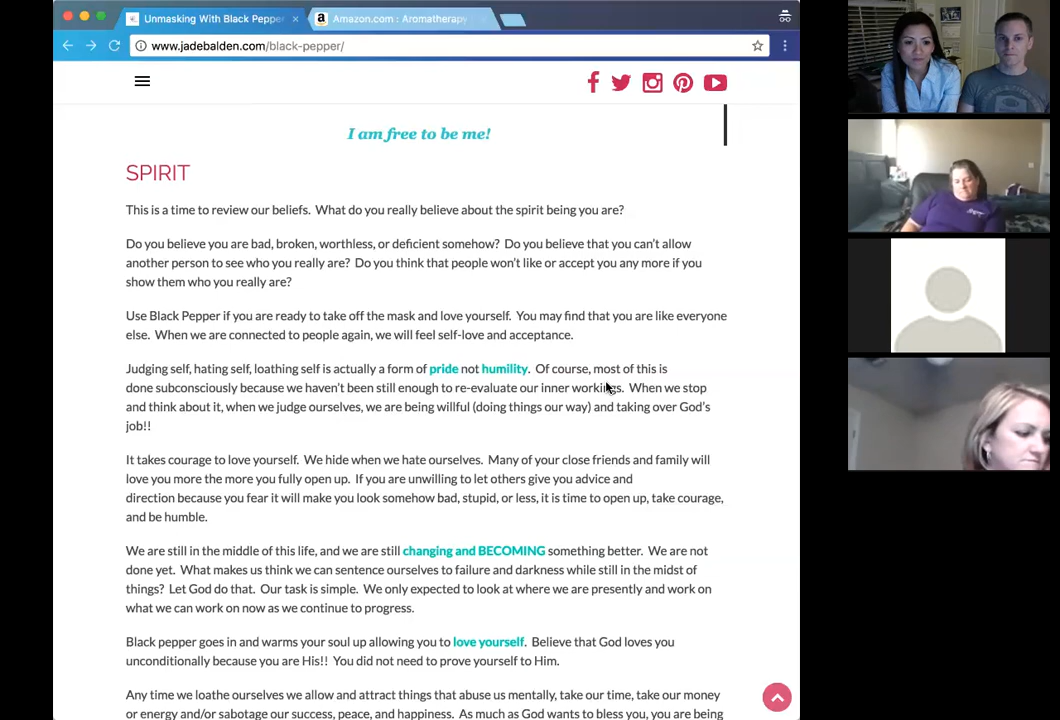 Unmasking With Black Pepper
Amazon.com : Aromatherapy
www.jadebalden.com/black-pepper/
I am free to be me!
SPIRIT
This is a time to review our beliefs. What do you really believe about the spirit being you are?
Do you believe you are bad, broken, worthless, or deficient somehow? Do you believe that you can't allow
another person to see who you really are? Do you think that people won't like or accept you any more if you
show them who you really are?
Use Black Pepper if you are ready to take off the mask and love yourself. You may find that you are like everyone
else. When we are connected to people again, we will feel self-love and acceptance.
Judging self, hating self, loathing self is actually a form of pride not humility. Of course, most of this is
done subconsciously because we haven't been still enough to re-evaluate our inner workings. When we stop
and think about it, when we judge ourselves, we are being willful (doing things our way) and taking over God's
job!!
It takes courage to love yourself. We hide when we hate ourselves. Many of your close friends and family will
love you more the more you fully open up. If you are unwilling to let others give you advice and
direction because you fear it will make you look somehow bad, stupid, or less, it is time to open up, take courage,
and be humble.
We are still in the middle of this life, and we are still changing and BECOMING something better. We are not
done yet. What makes us think we can sentence ourselves to failure and darkness while still in the midst of
things? Let God do that. Our task is simple. We only expected to look at where we are presently and work on
what we can work on now as we continue to progress.
Black pepper goes in and warms your soul up allowing you to love yourself. Believe that God loves you
unconditionally because you are His!! You did not need to prove yourself to Him.
Any time we loathe ourselves we allow and attract things that abuse us mentally, take our time, take our money
or energy and/or sabotage our success, peace, and happiness. As much as God wants to bless you, you are being